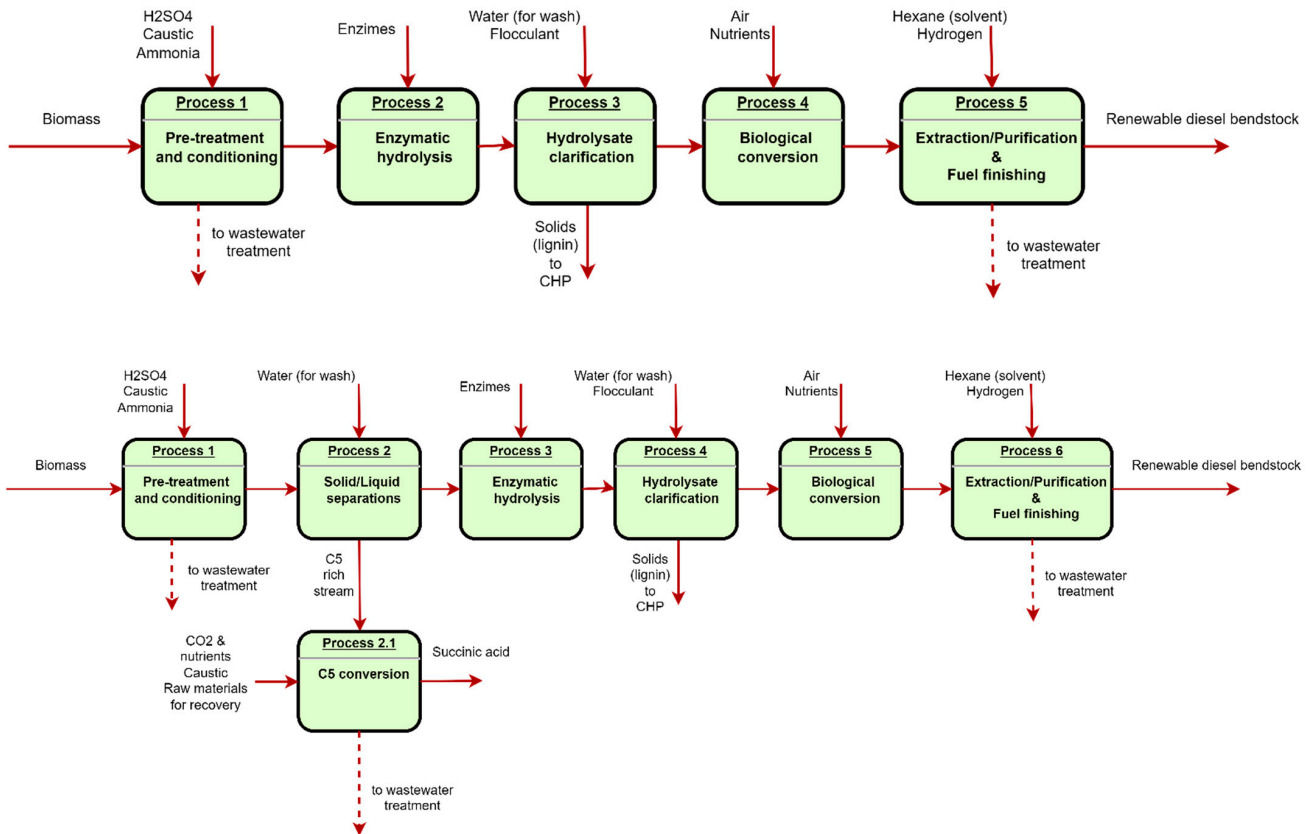 H2SO4
Caustic
Ammonia
Enzimes
Water (for wash)
Flocculant
Air
Nutrients
Hexane (solvent)
Hydrogen
Biomass
Process 1
Pre-treatment
and conditioning
Process 2
Enzymatic
hydrolysis
Process 3
Hydrolysate
clarification
Process 4
Biological
conversion
Process 5
Extraction/Purification
&
Fuel finishing
Renewable diesel bendstock
to wastewater
treatment
Solids
(lignin)
to
CHP
to wastewater
treatment
H2SO4
Caustic
Ammonia
Water (for wash)
Enzimes
Water (for wash)
Flocculant
Air
Nutrients
Hexane (solvent)
Hydrogen
Biomass
Process 1
Pre-treatment
and conditioning
Process 2
Solid/Liquid
separations
Process 3
Enzymatic
hydrolysis
Process 4
Hydrolysate
clarification
Process 5
Biological
conversion
Process 6
Extraction/Purification
&
Fuel finishing
Renewable diesel bendstock
to wastewater
treatment
C5
rich
stream
Solids
(lignin)
to
CHP
to wastewater
treatment
CO2 &
nutrients
Caustic
Raw materials
for recovery
Process 2.1
C5 conversion
Succinic acid
to wastewater
treatment